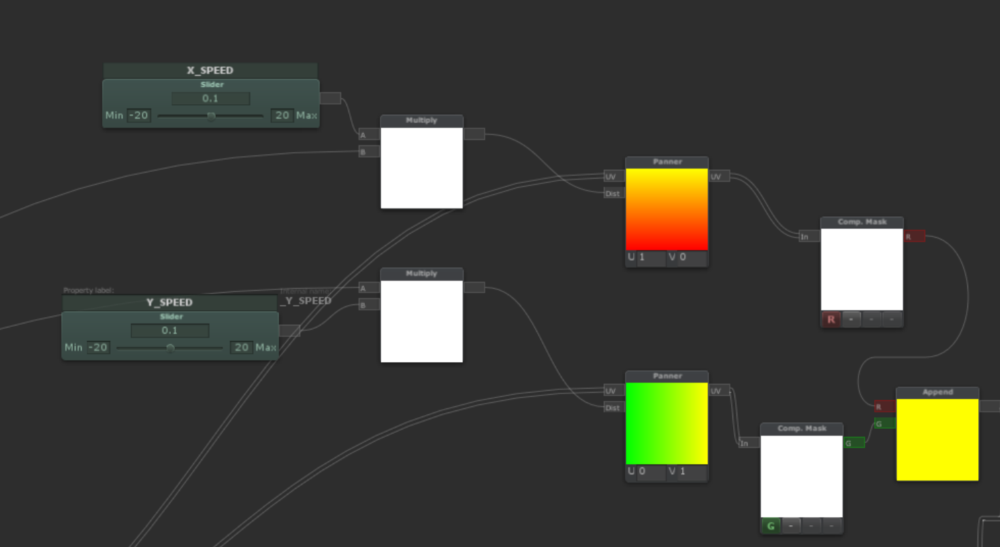 X_SPEED
Slider
0.1
Min -20 20 Max
Multiply
A
B
Panner
UV UV
Dist
U 1 V 0
Comp. Mask
In R
R - - -
Property label:
Y_SPEED
Internal name:
_Y_SPEED
Slider
0.1
Min -20 20 Max
Multiply
A
B
Panner
UV UV
Dist
U 0 V 1
Comp. Mask
In G
G - - -
Append
R
G